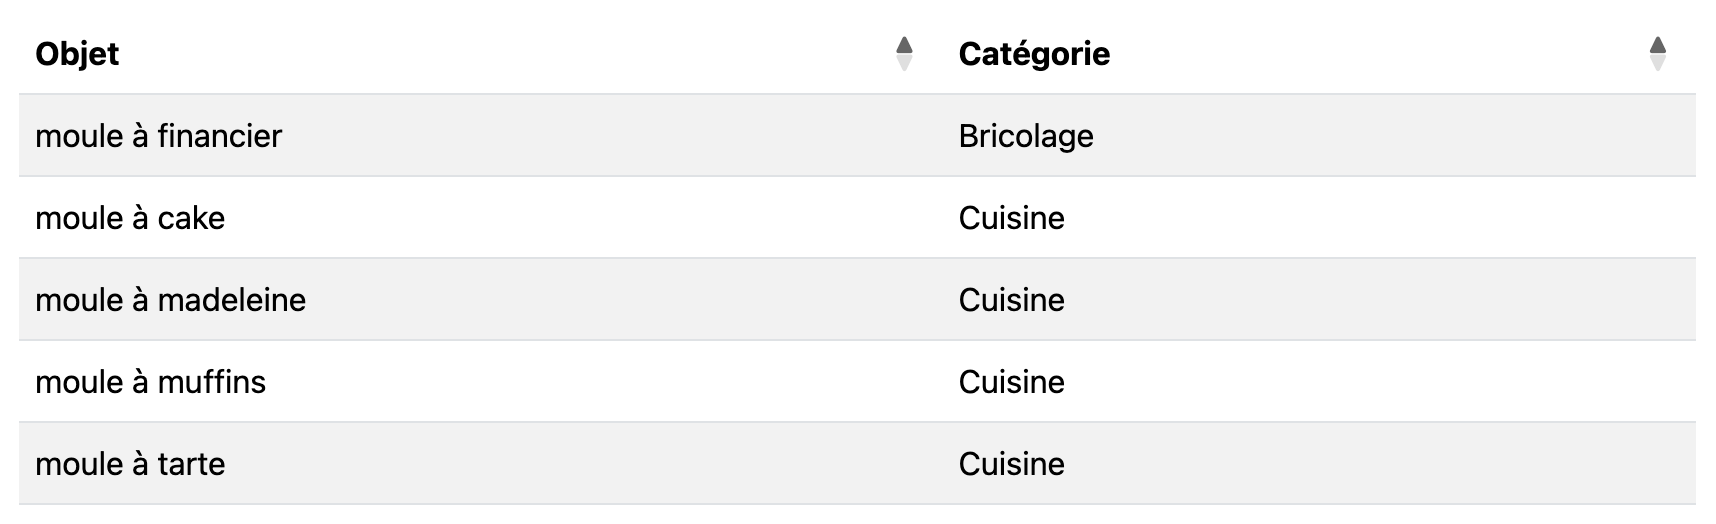 Objet Catégorie
moule à financier Bricolage
moule à cake Cuisine
moule à madeleine Cuisine
moule à muffins Cuisine
moule à tarte Cuisine